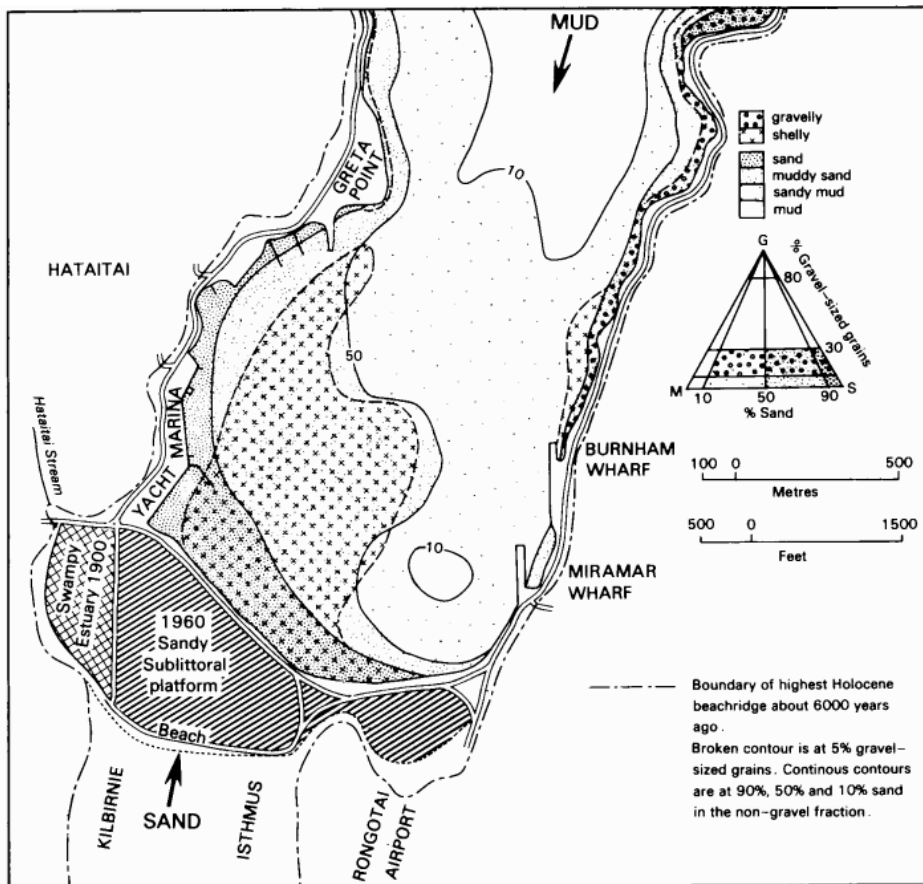 MUD
gravelly
shelly
sand
muddy sand
sandy mud
mud
10
GRETA
POINT
HATAITAI
G
% Gravel-sized grains
80
30
M 10 50 90 S
% Sand
50
YACHT MARINA
Hataitai Stream
BURNHAM
WHARF
100 0 500
Metres
500 0 1500
Feet
10
MIRAMAR
WHARF
Swampy
Estuary 1900
1960
Sandy
Sublittoral
platform
Beach
Boundary of highest Holocene
beachridge about 6000 years
ago.
Broken contour is at 5% gravel-
sized grains. Continous contours
are at 90%, 50% and 10% sand
in the non-gravel fraction.
SAND
KILBIRNIE
ISTHMUS
RONGOTAI
AIRPORT